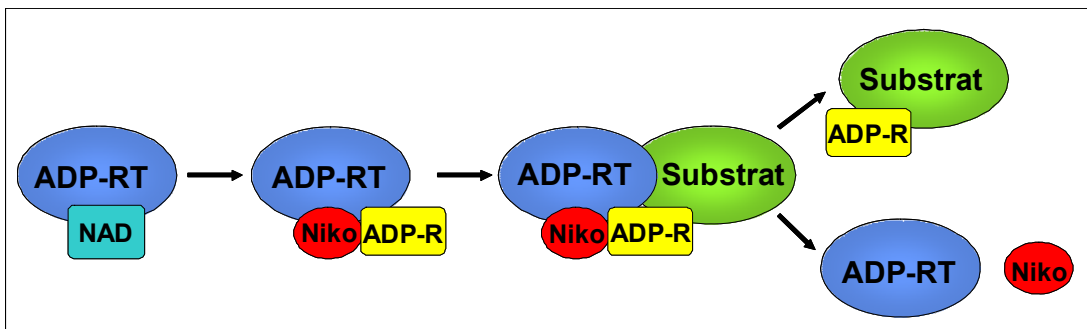 ADP-RT
NAD
ADP-RT
Niko
ADP-R
ADP-RT
Substrat
Niko
ADP-R
Substrat
ADP-R
ADP-RT
Niko